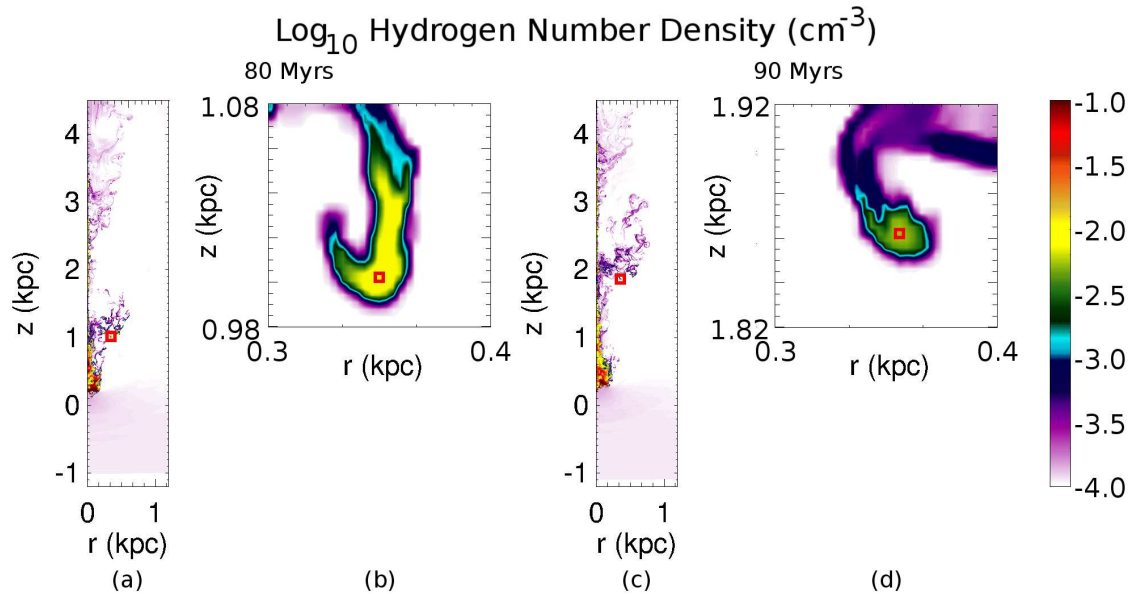 Log₁₀ Hydrogen Number Density (cm⁻³)
80 Myrs
90 Myrs
4
3
2
1
0
-1
z (kpc)
0
1
r (kpc)
(a)
1.08
0.98
z (kpc)
0.3
0.4
r (kpc)
(b)
4
3
2
1
0
-1
z (kpc)
0
1
r (kpc)
(c)
1.92
1.82
z (kpc)
0.3
0.4
r (kpc)
(d)
-1.0
-1.5
-2.0
-2.5
-3.0
-3.5
-4.0